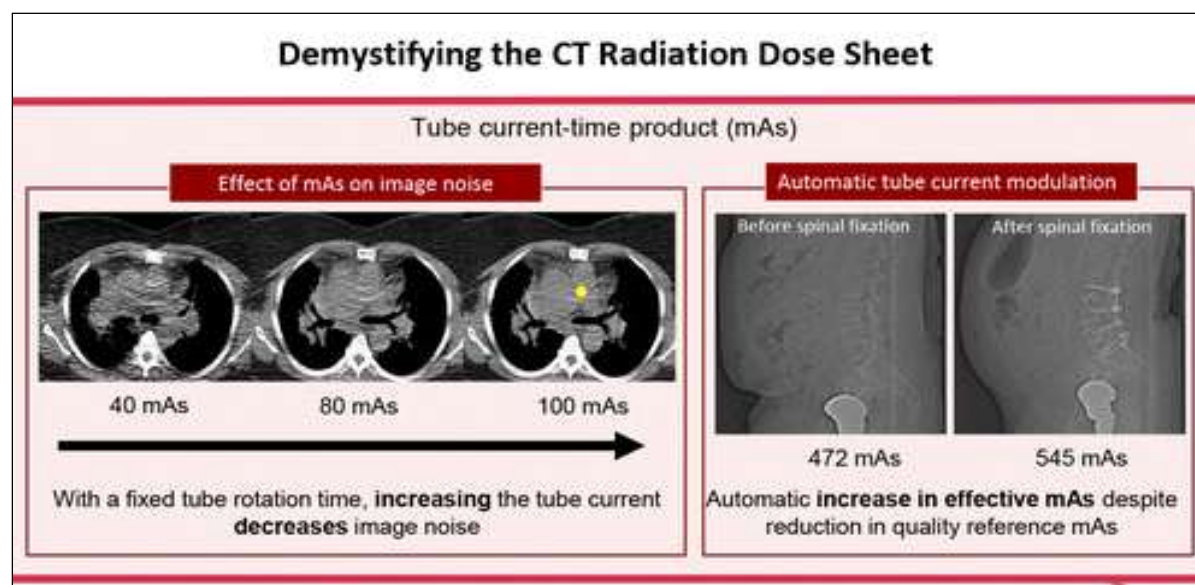 Demystifying the CT Radiation Dose Sheet
Tube current-time product (mAs)
Effect of mAs on image noise
40 mAs
80 mAs
100 mAs
With a fixed tube rotation time, increasing the tube current
decreases image noise
Automatic tube current modulation
Before spinal fixation
After spinal fixation
472 mAs
545 mAs
Automatic increase in effective mAs despite
reduction in quality reference mAs